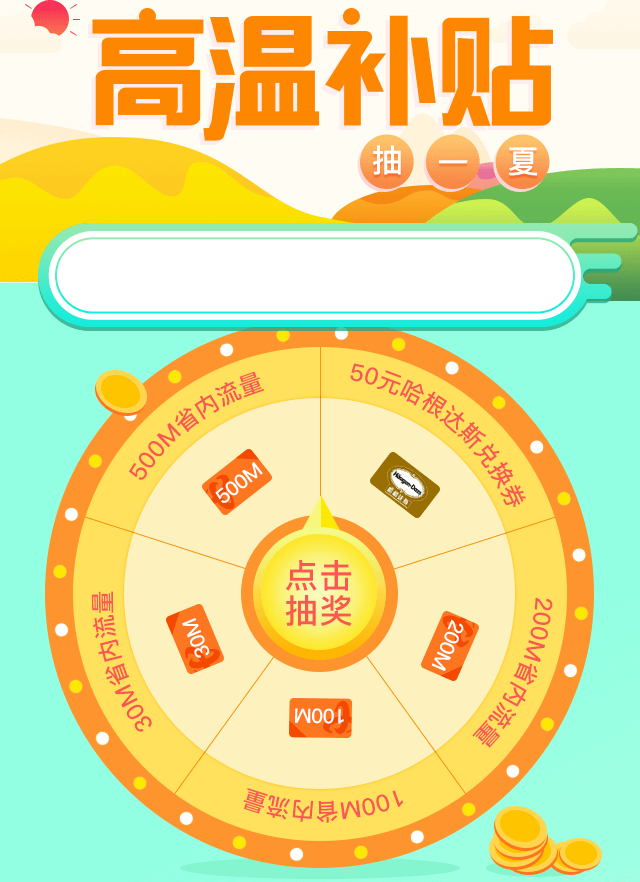 高温补贴
抽一夏
500M省内流量
50元哈根达斯兑换券
500M
Häagen-Dazs
点击
抽奖
30M省内流量
30M
200M
200M省内流量
100M
100M省内流量